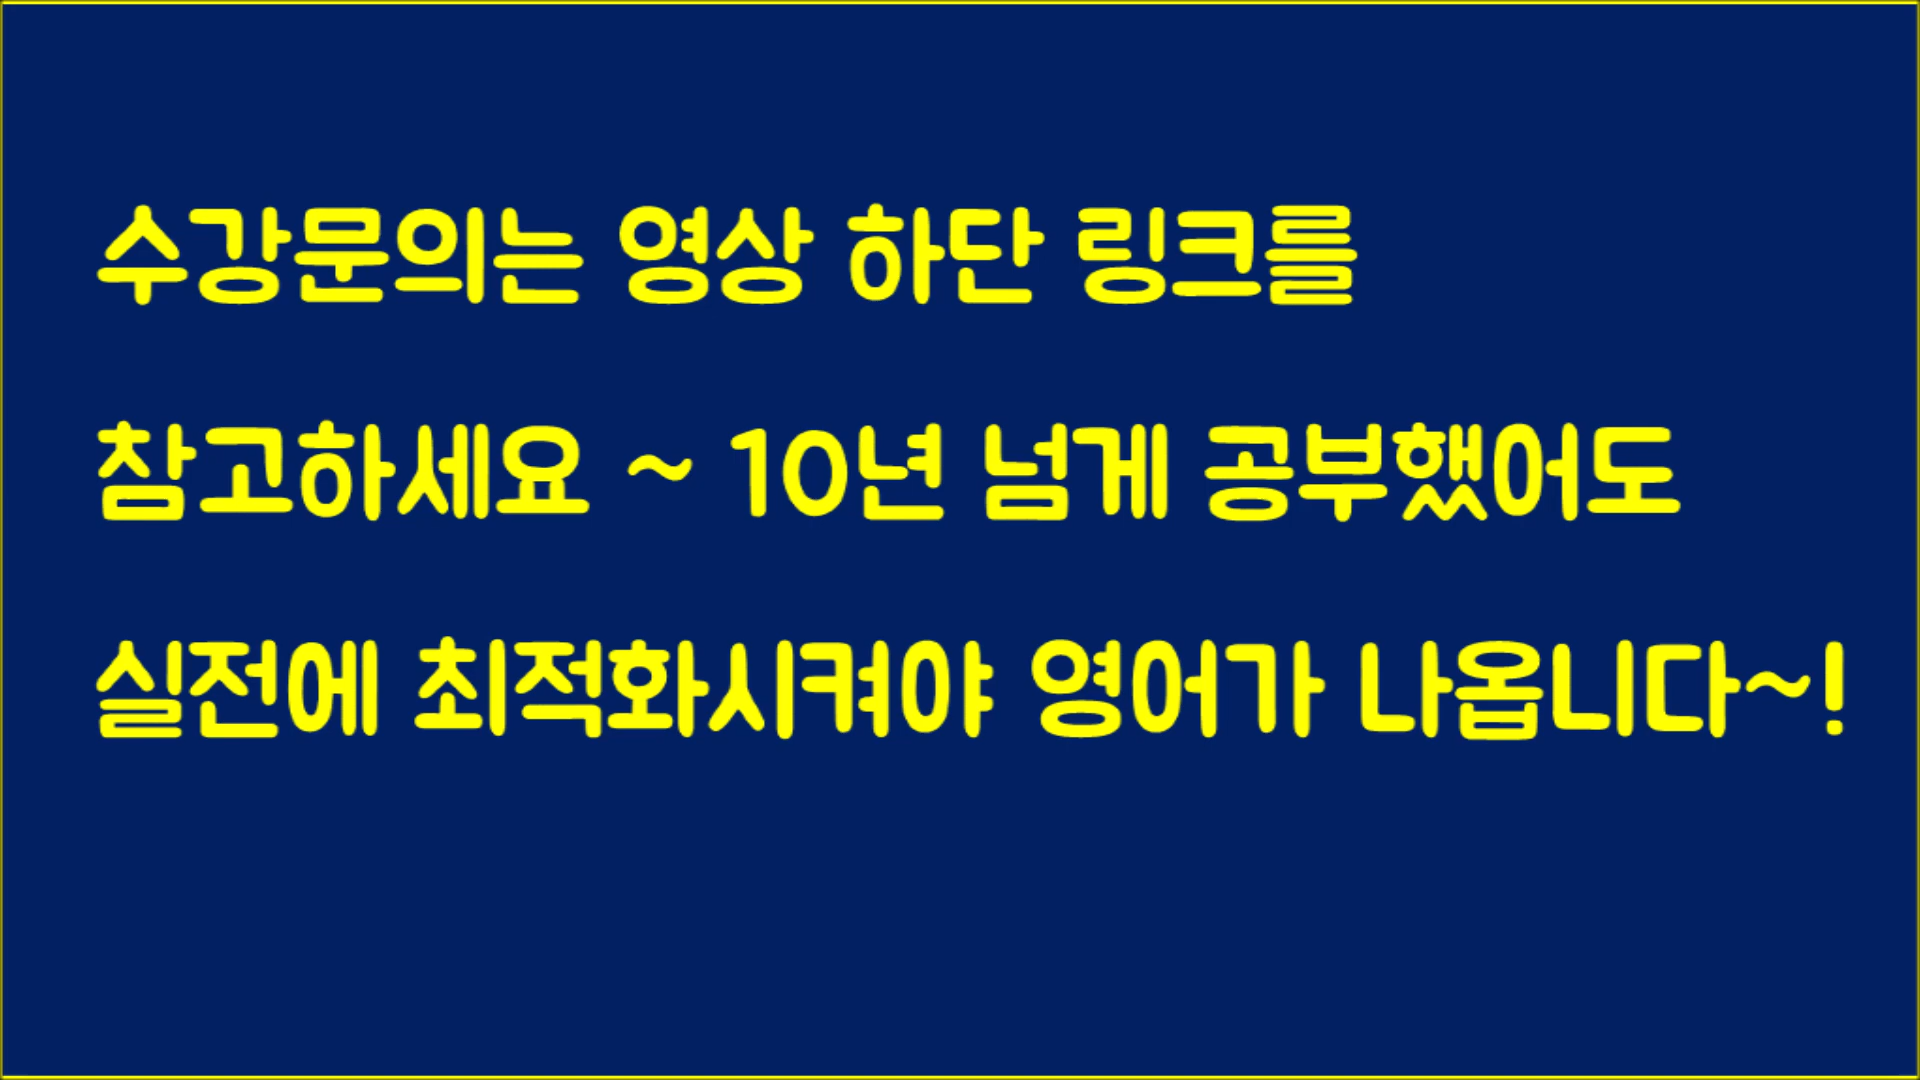 수강문의는 영상 하단 링크를
참고하세요 ~ 10년 넘게 공부했어도
실전에 최적화시켜야 영어가 나옵니다~!